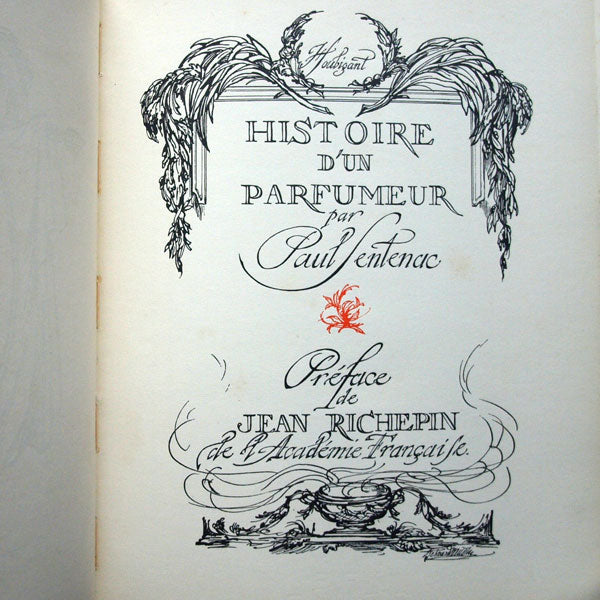 Houbigant
HISTOIRE
D'UN
PARFUMEUR
par
Paul Sentenac
Préface
de
JEAN RICHEPIN
de l'Académie Française.